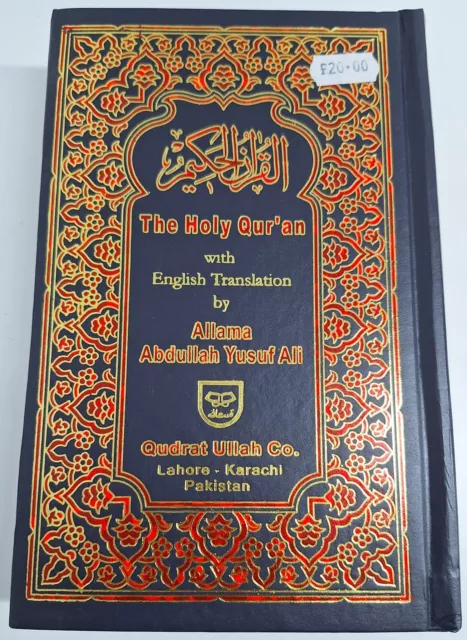 £20.00
القرآن الحكيم
The Holy Qur'an
with
English Translation
by
Allama
Abdullah Yusuf Ali
Qudrat Ullah Co.
Lahore - Karachi
Pakistan